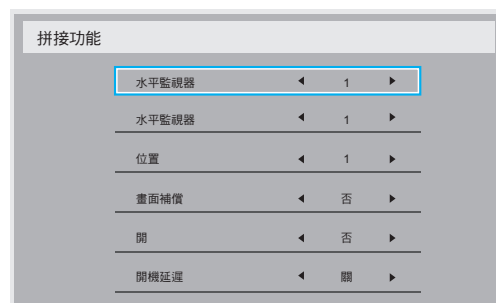 拼接功能
水平監視器 1
水平監視器 1
位置 1
畫面補償 否
開 否
開機延遲 關